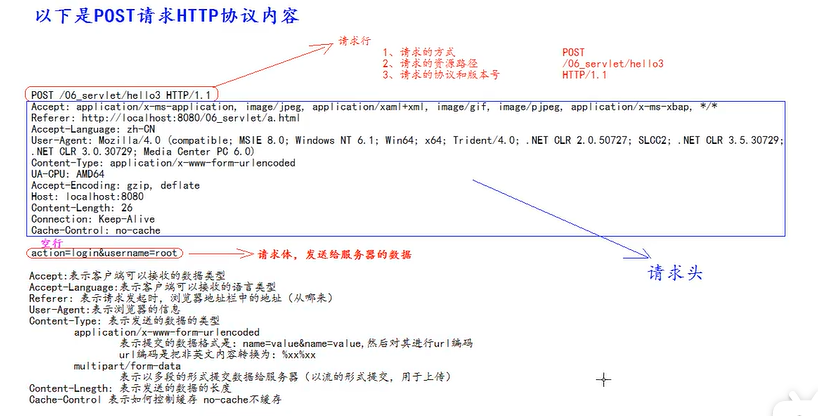 以下是POST请求HTTP协议内容
请求行
1、请求的方式 POST
2、请求的资源路径 /06_servlet/hello3
3、请求的协议和版本号 HTTP/1.1
POST /06_servlet/hello3 HTTP/1.1
Accept: application/x-ms-application, image/jpeg, application/xaml+xml, image/gif, image/pjpeg, application/x-ms-xbap, */*
Referer: http://localhost:8080/06_servlet/a.html
Accept-Language: zh-CN
User-Agent: Mozilla/4.0 (compatible; MSIE 8.0; Windows NT 6.1; Win64; x64; Trident/4.0; .NET CLR 2.0.50727; SLCC2; .NET CLR 3.5.30729;
.NET CLR 3.0.30729; Media Center PC 6.0)
Content-Type: application/x-www-form-urlencoded
UA-CPU: AMD64
Accept-Encoding: gzip, deflate
Host: localhost:8080
Content-Length: 26
Connection: Keep-Alive
Cache-Control: no-cache
空行
action=login&username=root 请求体，发送给服务器的数据
请求头
Accept:表示客户端可以接收的数据类型
Accept-Language:表示客户端可以接收的语言类型
Referer: 表示请求发起时，浏览器地址栏中的地址（从哪来）
User-Agent:表示浏览器的信息
Content-Type: 表示发送的数据的类型
application/x-www-form-urlencoded
表示提交的数据格式是：name=value&name=value,然后对其进行url编码
url编码是把非英文内容转换为：%xx%xx
multipart/form-data
表示以多段的形式提交数据给服务器（以流的形式提交，用于上传）
Content-Lnegth: 表示发送的数据的长度
Cache-Control 表示如何控制缓存 no-cache不缓存